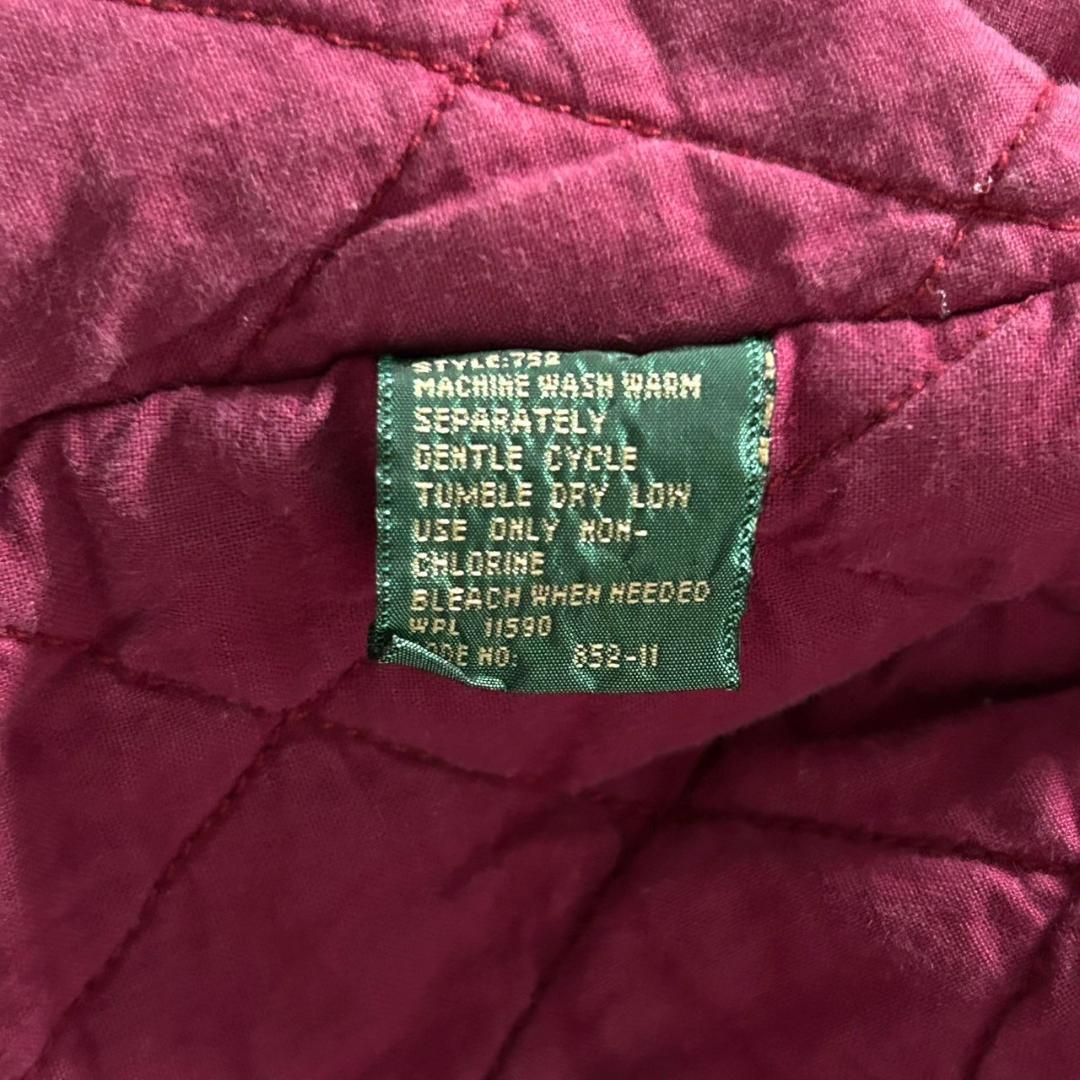 STYLE:752
MACHINE WASH WARM
SEPARATELY
GENTLE CYCLE
TUMBLE DRY LOW
USE ONLY NON-
CHLORINE
BLEACH WHEN NEEDED
WPL 11590
NO: 852-11